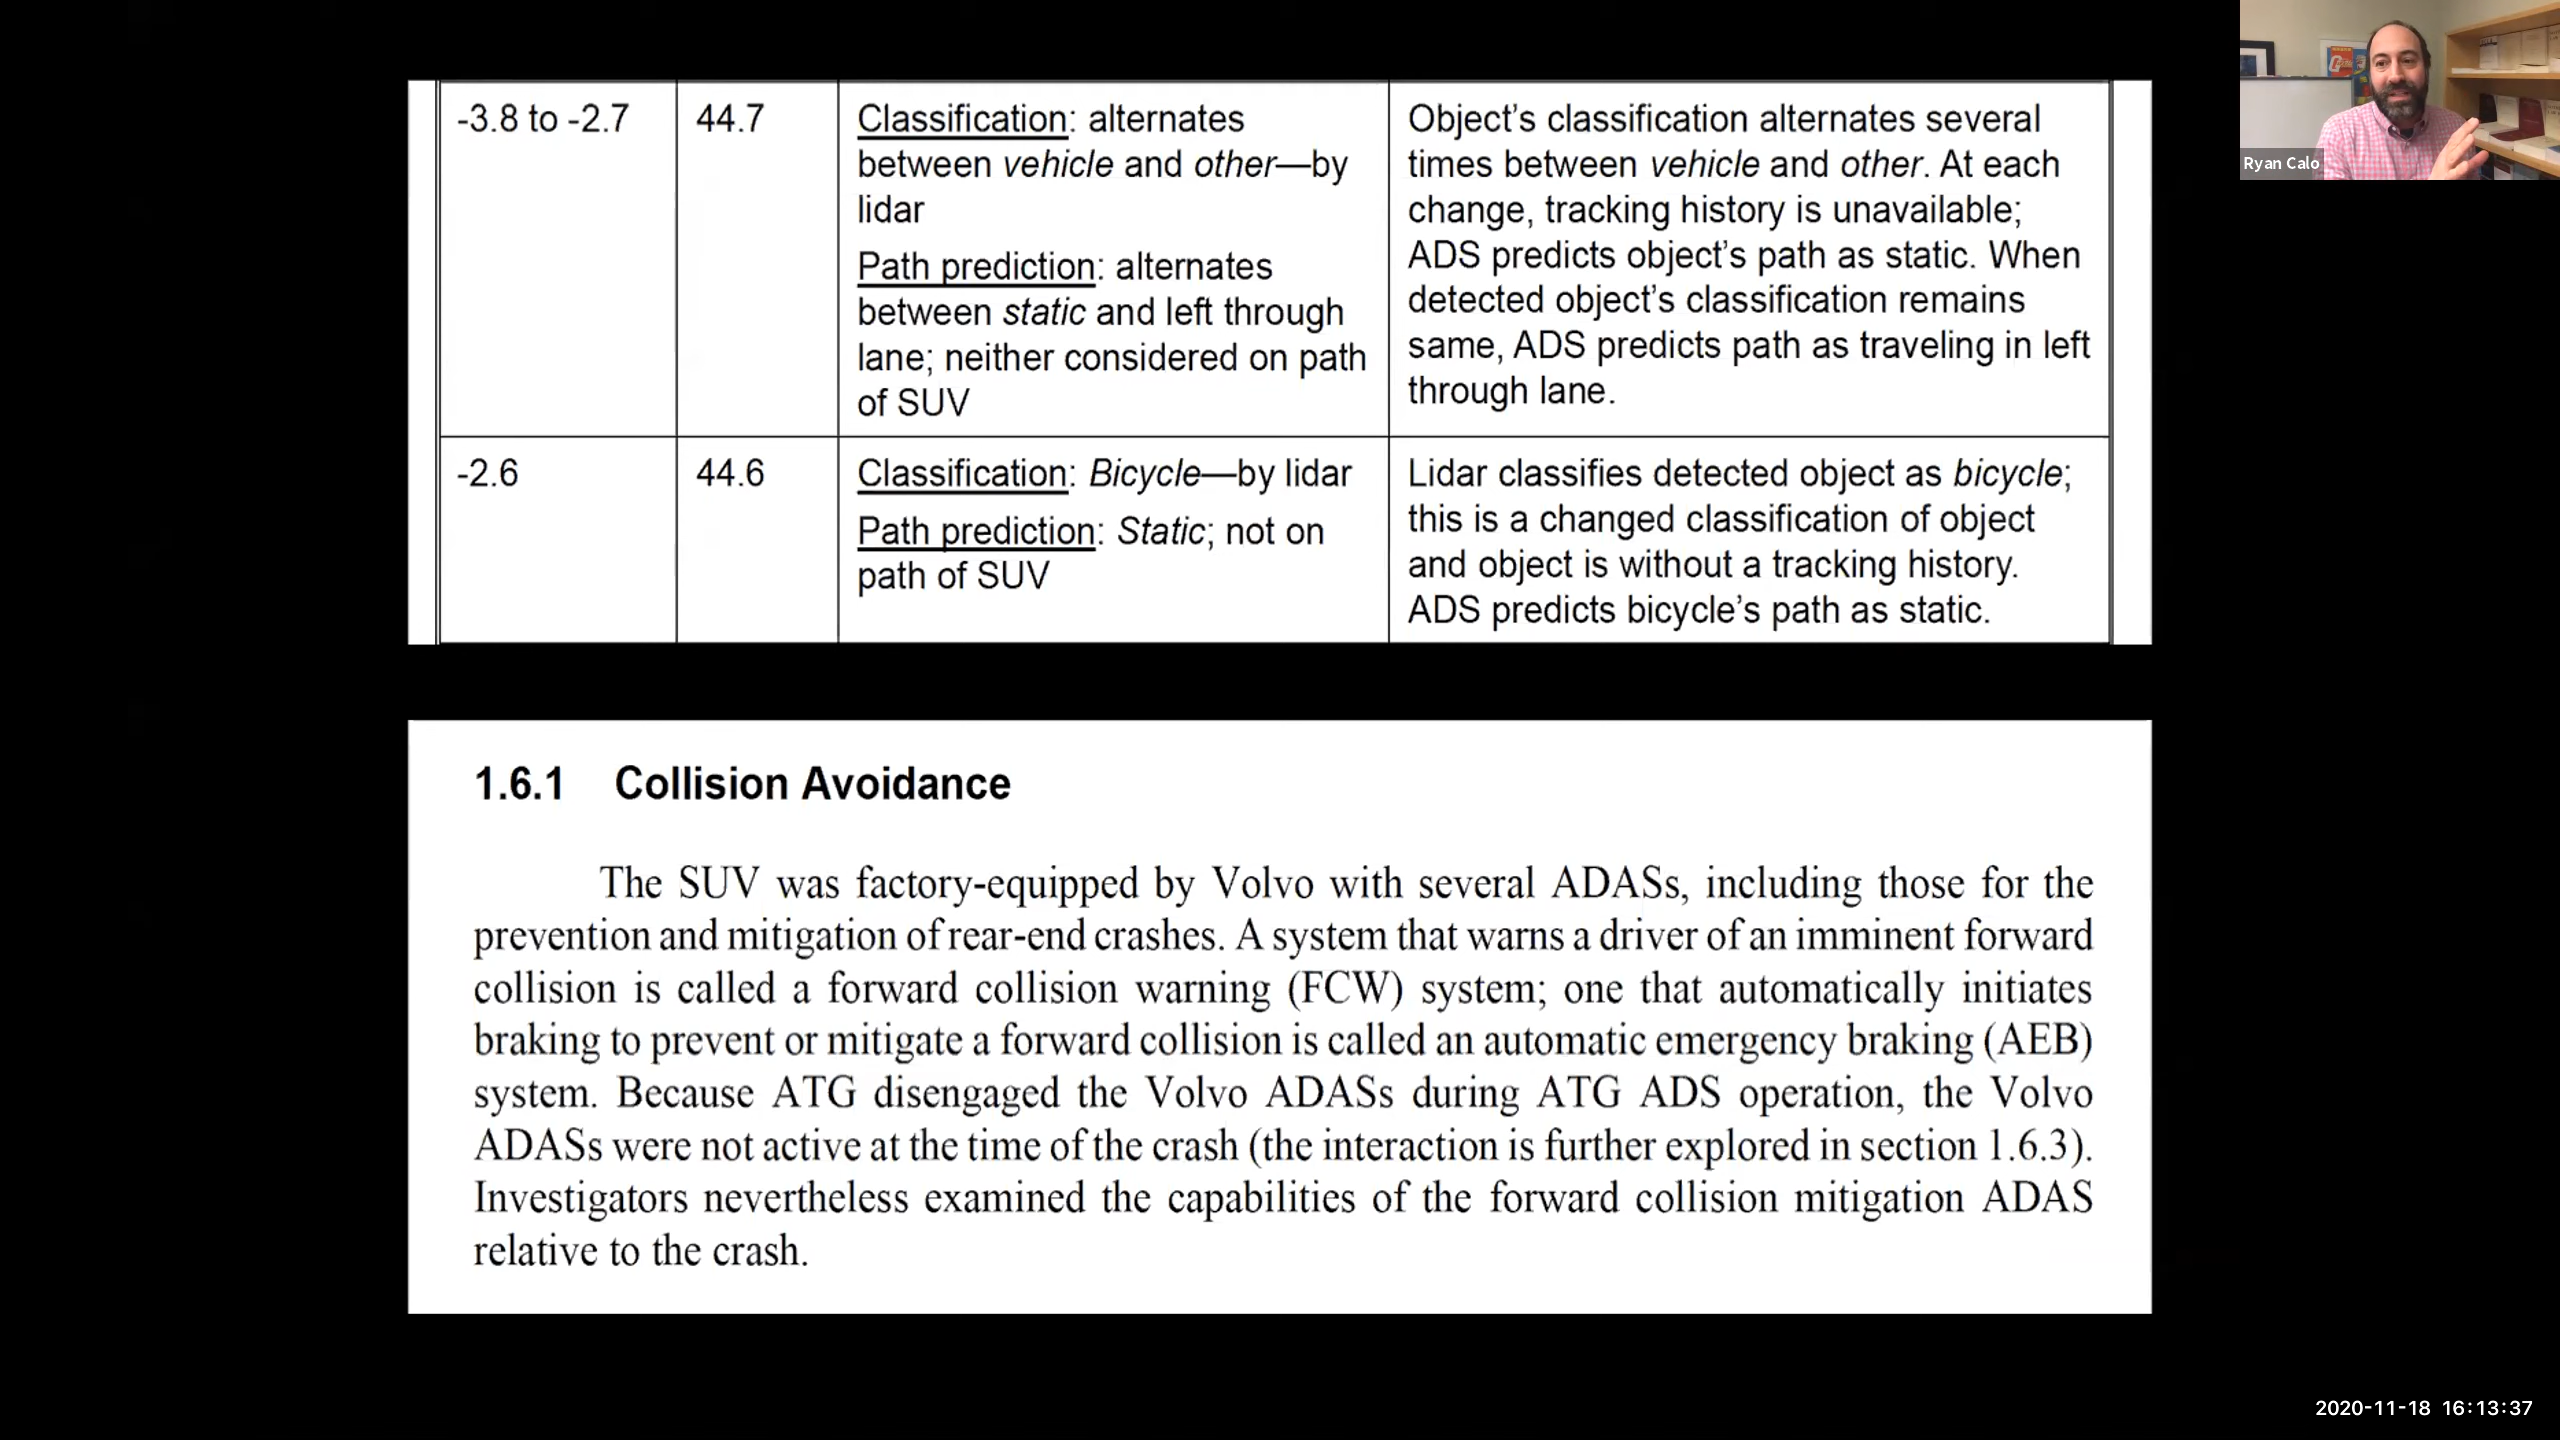 -3.8 to -2.7
44.7
Classification: alternates
between vehicle and other—by
lidar
Path prediction: alternates
between static and left through
lane; neither considered on path
of SUV
Object’s classification alternates several
times between vehicle and other. At each
change, tracking history is unavailable;
ADS predicts object’s path as static. When
detected object’s classification remains
same, ADS predicts path as traveling in left
through lane.
-2.6
44.6
Classification: Bicycle—by lidar
Path prediction: Static; not on
path of SUV
Lidar classifies detected object as bicycle;
this is a changed classification of object
and object is without a tracking history.
ADS predicts bicycle’s path as static.
1.6.1 Collision Avoidance
The SUV was factory-equipped by Volvo with several ADASs, including those for the
prevention and mitigation of rear-end crashes. A system that warns a driver of an imminent forward
collision is called a forward collision warning (FCW) system; one that automatically initiates
braking to prevent or mitigate a forward collision is called an automatic emergency braking (AEB)
system. Because ATG disengaged the Volvo ADASs during ATG ADS operation, the Volvo
ADASs were not active at the time of the crash (the interaction is further explored in section 1.6.3).
Investigators nevertheless examined the capabilities of the forward collision mitigation ADAS
relative to the crash.
Ryan Calo
2020-11-18 16:13:37